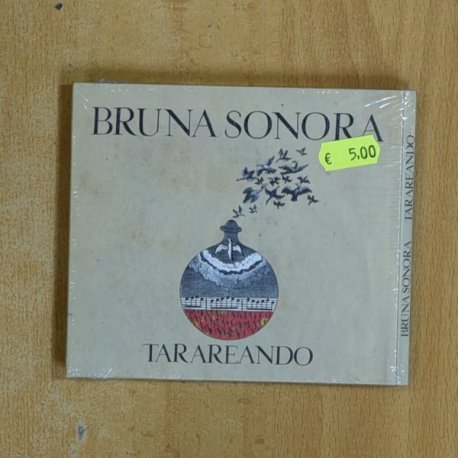 BRUNA SONORA
€ 5.00
TARAREANDO
BRUNA SONORA TARAREANDO